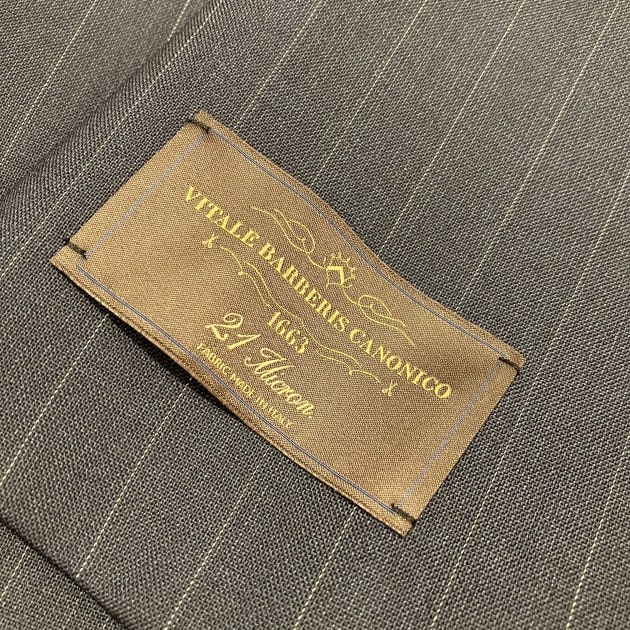 VITALE BARBERIS CANONICO
1663
21 Micron
FABRIC MADE IN ITALY